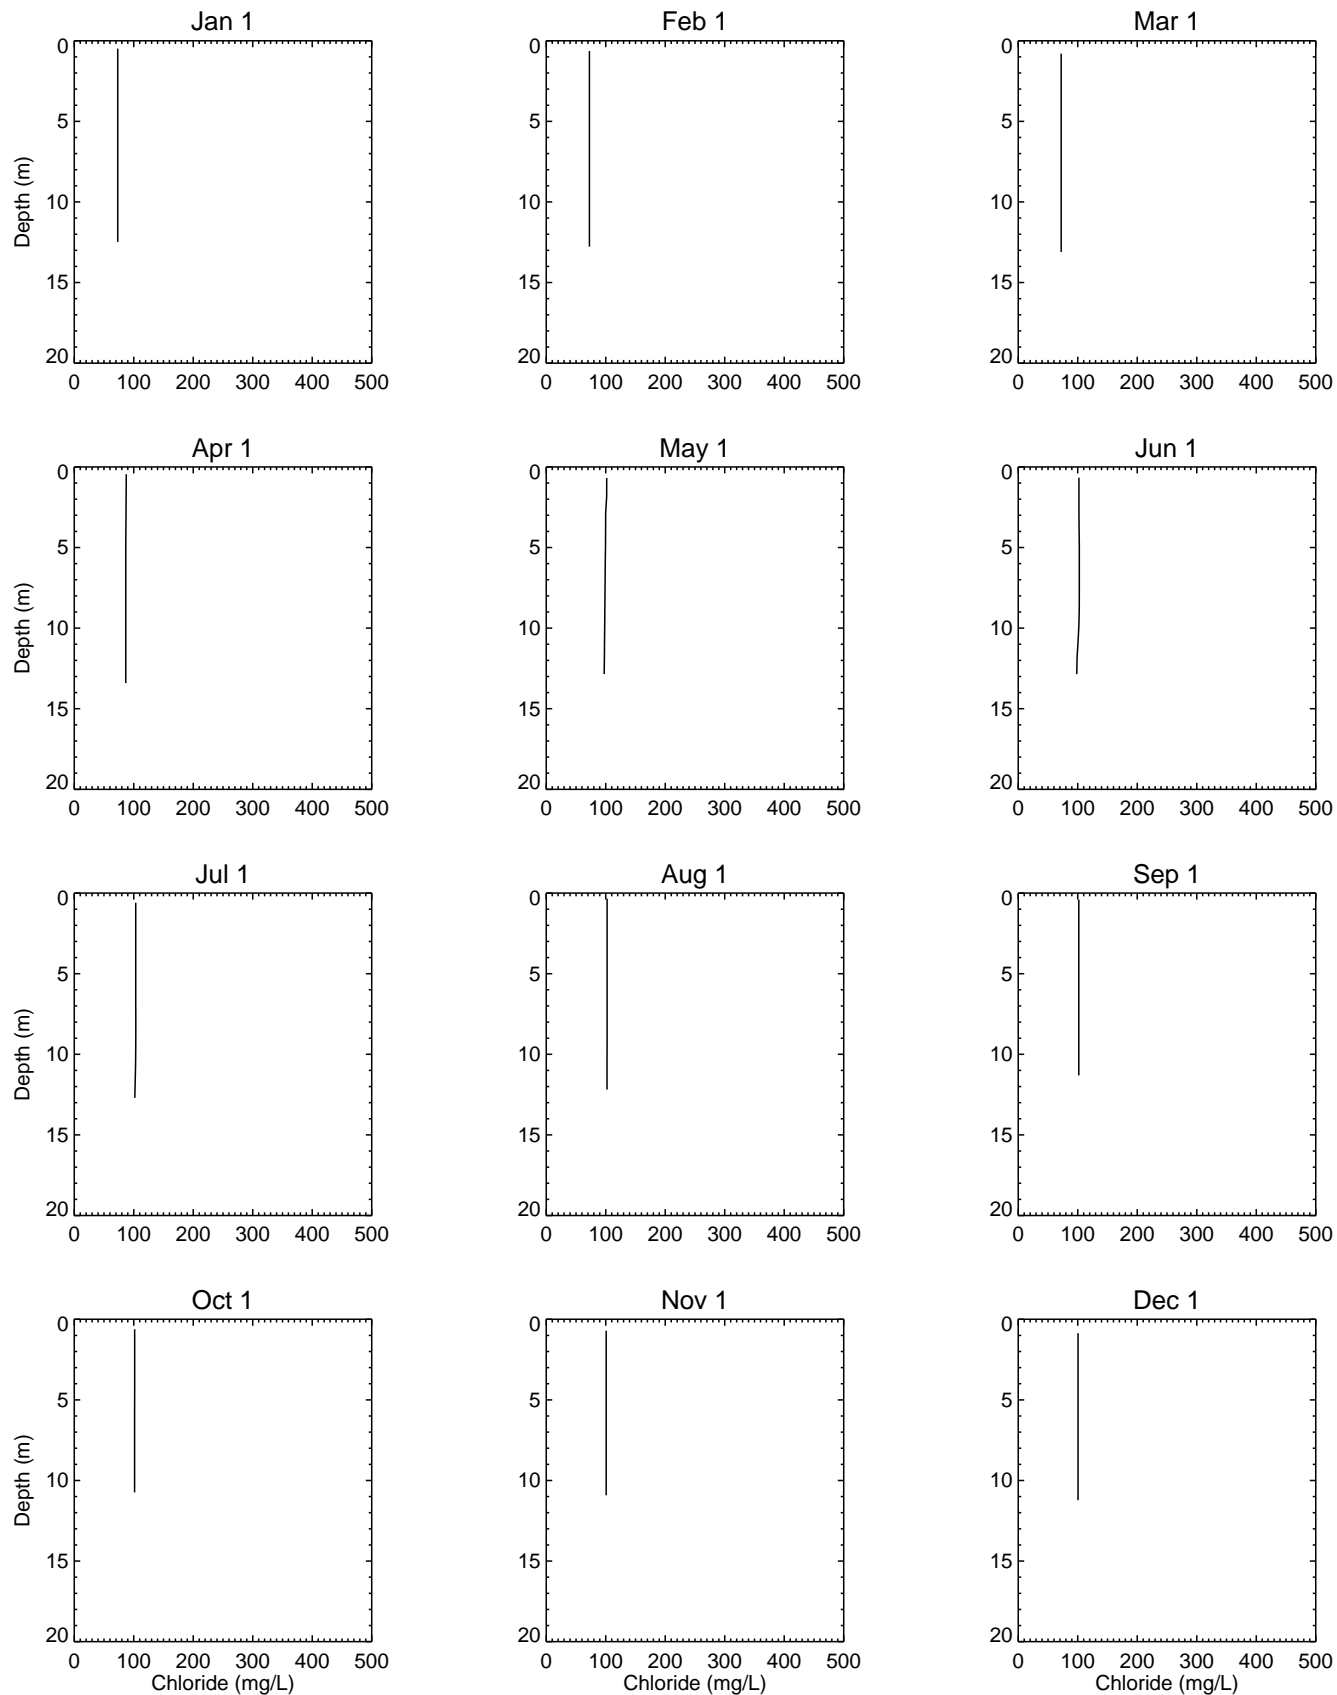 Jan 1 Feb 1 Mar 1
0 0 0
5 5 5
Depth (m)
10 10 10
15 15 15
20 20 20
0 100 200 300 400 500 0 100 200 300 400 500 0 100 200 300 400 500
Apr 1 May 1 Jun 1
0 0 0
5 5 5
Depth (m)
10 10 10
15 15 15
20 20 20
0 100 200 300 400 500 0 100 200 300 400 500 0 100 200 300 400 500
Jul 1 Aug 1 Sep 1
0 0 0
5 5 5
Depth (m)
10 10 10
15 15 15
20 20 20
0 100 200 300 400 500 0 100 200 300 400 500 0 100 200 300 400 500
Oct 1 Nov 1 Dec 1
0 0 0
5 5 5
Depth (m)
10 10 10
15 15 15
20 20 20
0 100 200 300 400 500 0 100 200 300 400 500 0 100 200 300 400 500
Chloride (mg/L) Chloride (mg/L) Chloride (mg/L)